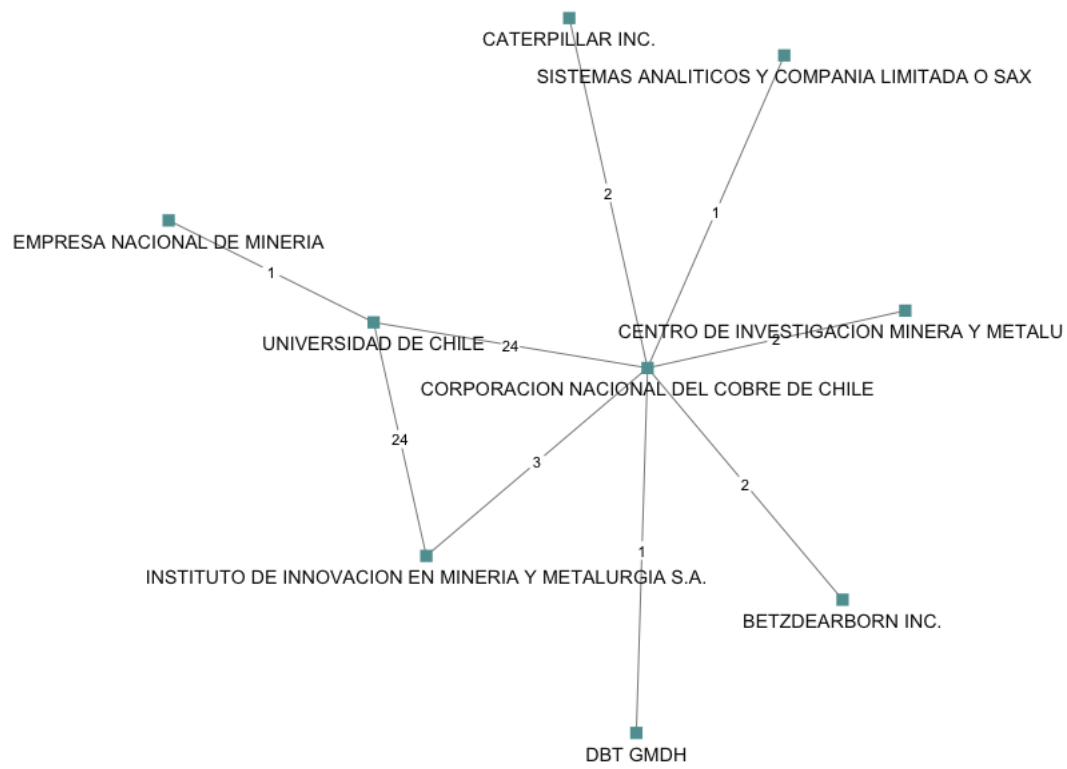 CATERPILLAR INC.
SISTEMAS ANALITICOS Y COMPANIA LIMITADA O SAX
2
1
EMPRESA NACIONAL DE MINERIA
1
CENTRO DE INVESTIGACION MINERA Y METALU
UNIVERSIDAD DE CHILE
24
2
CORPORACION NACIONAL DEL COBRE DE CHILE
24
3
2
1
INSTITUTO DE INNOVACION EN MINERIA Y METALURGIA S.A.
BETZDEARBORN INC.
DBT GMDH